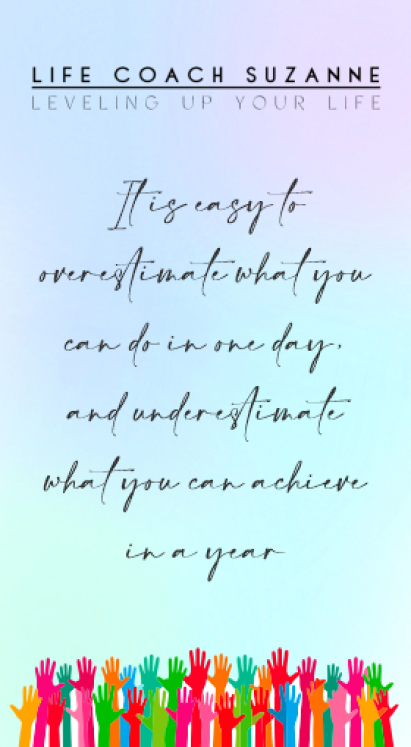 LIFE COACH SUZANNE
LEVELING UP YOUR LIFE
It is easy to
overestimate what you
can do in one day,
and underestimate
what you can achieve
in a year